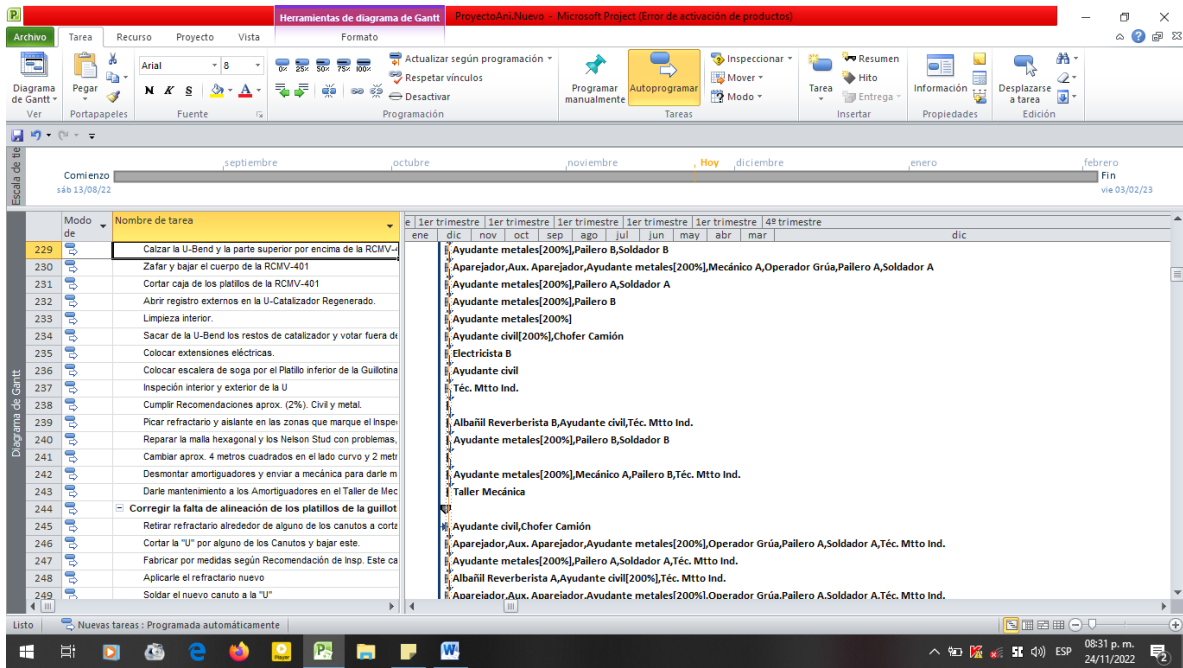 Herramientas de diagrama de Gantt ProyectoAni.Nuevo - Microsoft Project (Error de activación de productos)
Archivo Tarea Recurso Proyecto Vista Formato
Diagrama de Gantt
Ver
Pegar
Portapapeles
Arial 8
N K S A
Fuente
0% 25% 50% 75% 100%
Actualizar según programación
Respetar vínculos
Desactivar
Programación
Programar manualmente
Autoprogramar
Inspeccionar
Mover
Modo
Tareas
Tarea
Resumen
Hito
Entrega
Insertar
Información
Propiedades
Desplazarse a tarea
Edición
Escala de tie
septiembre octubre noviembre Hoy diciembre enero febrero
Comienzo
sáb 13/08/22
Fin
vie 03/02/23
Modo de
Nombre de tarea
e 1er trimestre 1er trimestre 1er trimestre 1er trimestre 1er trimestre 4º trimestre
ene dic nov oct sep ago jul jun may abr mar dic
229 Calzar la U-Bend y la parte superior por encima de la RCMV- Ayudante metales[200%],Pailero B,Soldador B
230 Zafar y bajar el cuerpo de la RCMV-401 Aparejador,Aux. Aparejador,Ayudante metales[200%],Mecánico A,Operador Grúa,Pailero A,Soldador A
231 Cortar caja de los platillos de la RCMV-401 Ayudante metales[200%],Pailero A,Soldador A
232 Abrir registro externos en la U-Catalizador Regenerado. Ayudante metales[200%],Pailero B
233 Limpieza interior. Ayudante metales[200%]
234 Sacar de la U-Bend los restos de catalizador y votar fuera de Ayudante civil[200%],Chofer Camión
235 Colocar extensiones eléctricas. Electricista B
236 Colocar escalera de soga por el Platillo inferior de la Guillotina Ayudante civil
237 Inspeción interior y exterior de la U Téc. Mtto Ind.
238 Cumplir Recomendaciones aprox. (2%). Civil y metal.
239 Picar refractario y aislante en las zonas que marque el Inspe Albañil Reverberista B,Ayudante civil,Téc. Mtto Ind.
240 Reparar la malla hexagonal y los Nelson Stud con problemas, Ayudante metales[200%],Pailero B,Soldador B
241 Cambiar aprox. 4 metros cuadrados en el lado curvo y 2 metr
242 Desmontar amortiguadores y enviar a mecánica para darle m Ayudante metales[200%],Mecánico A,Pailero B,Téc. Mtto Ind.
243 Darle mantenimiento a los Amortiguadores en el Taller de Mec Taller Mecánica
244 Corregir la falta de alineación de los platillos de la guillot
245 Retirar refractario alrededor de alguno de los canutos a corta Ayudante civil,Chofer Camión
246 Cortar la "U" por alguno de los Canutos y bajar este. Aparejador,Aux. Aparejador,Ayudante metales[200%],Operador Grúa,Pailero A,Soldador A,Téc. Mtto Ind.
247 Fabricar por medidas según Recomendación de Insp. Este ca Ayudante metales[200%],Pailero A,Soldador A,Téc. Mtto Ind.
248 Aplicarle el refractario nuevo Albañil Reverberista A,Ayudante civil[200%],Téc. Mtto Ind.
249 Soldar el nuevo canuto a la "U" Aparejador,Aux. Aparejador,Ayudante metales[200%],Operador Grúa,Pailero A,Soldador A,Téc. Mtto Ind.
Diagrama de Gantt
Listo Nuevas tareas : Programada automáticamente
ESP 08:31 p. m.
24/11/2022